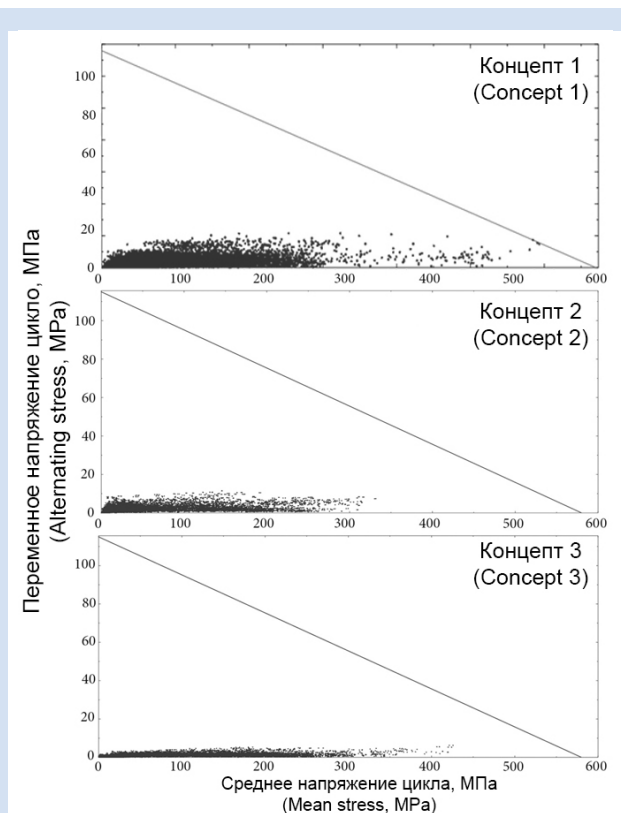 Концепт 1
(Concept 1)
100
80
60
40
20
0
0 100 200 300 400 500 600
Концепт 2
(Concept 2)
100
80
60
40
20
0
0 100 200 300 400 500 600
Концепт 3
(Concept 3)
100
80
60
40
20
0
0 100 200 300 400 500 600
Переменное напряжение цикло, МПа
(Alternating stress, MPa)
Среднее напряжение цикла, МПа
(Mean stress, MPa)